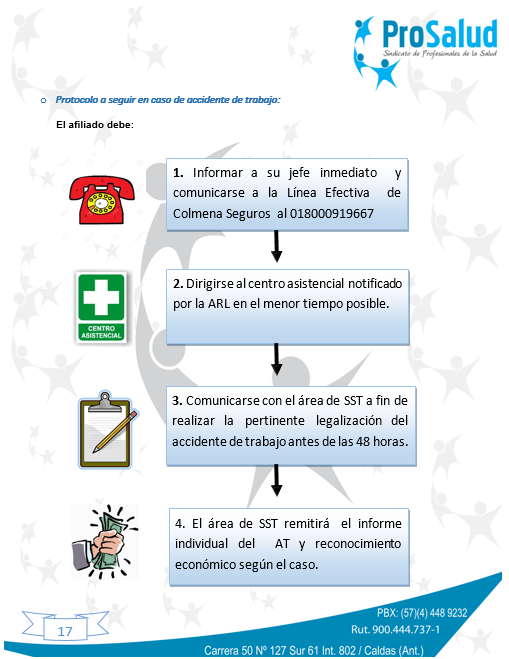 ProSalud
Sindicato de Profesionales de la Salud
o Protocolo a seguir en caso de accidente de trabajo:
El afiliado debe:
1. Informar a su jefe inmediato y
comunicarse a la Línea Efectiva de
Colmena Seguros al 018000919667
2. Dirigirse al centro asistencial notificado
por la ARL en el menor tiempo posible.
CENTRO
ASISTENCIAL
3. Comunicarse con el área de SST a fin de
realizar la pertinente legalización del
accidente de trabajo antes de las 48 horas.
4. El área de SST remitirá el informe
individual del AT y reconocimiento
económico según el caso.
17
PBX: (57)(4) 448 9232
Rut. 900.444.737-1
Carrera 50 Nº 127 Sur 61 Int. 802 / Caldas (Ant.)